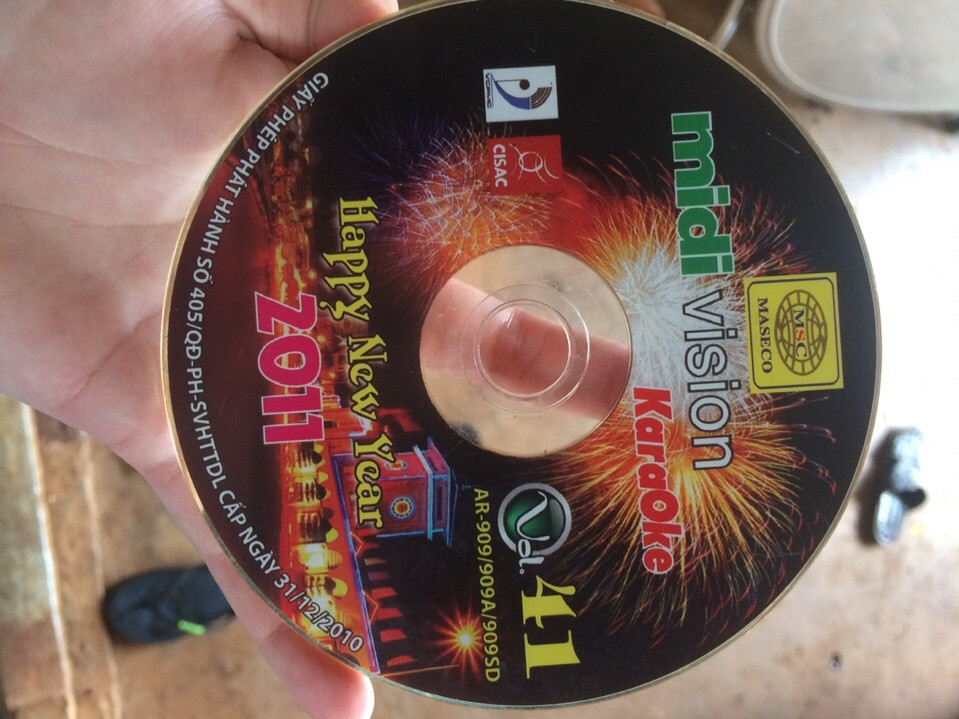 MSC
MASECO
midi vision
KaraOke
VCPMC
CISAC
Vol. 41
AR-909/909A/909SD
Happy New Year
2011
GIẤY PHÉP PHÁT HÀNH SỐ 405/QĐ-PH-SVHTTDL CẤP NGÀY 31/12/2010